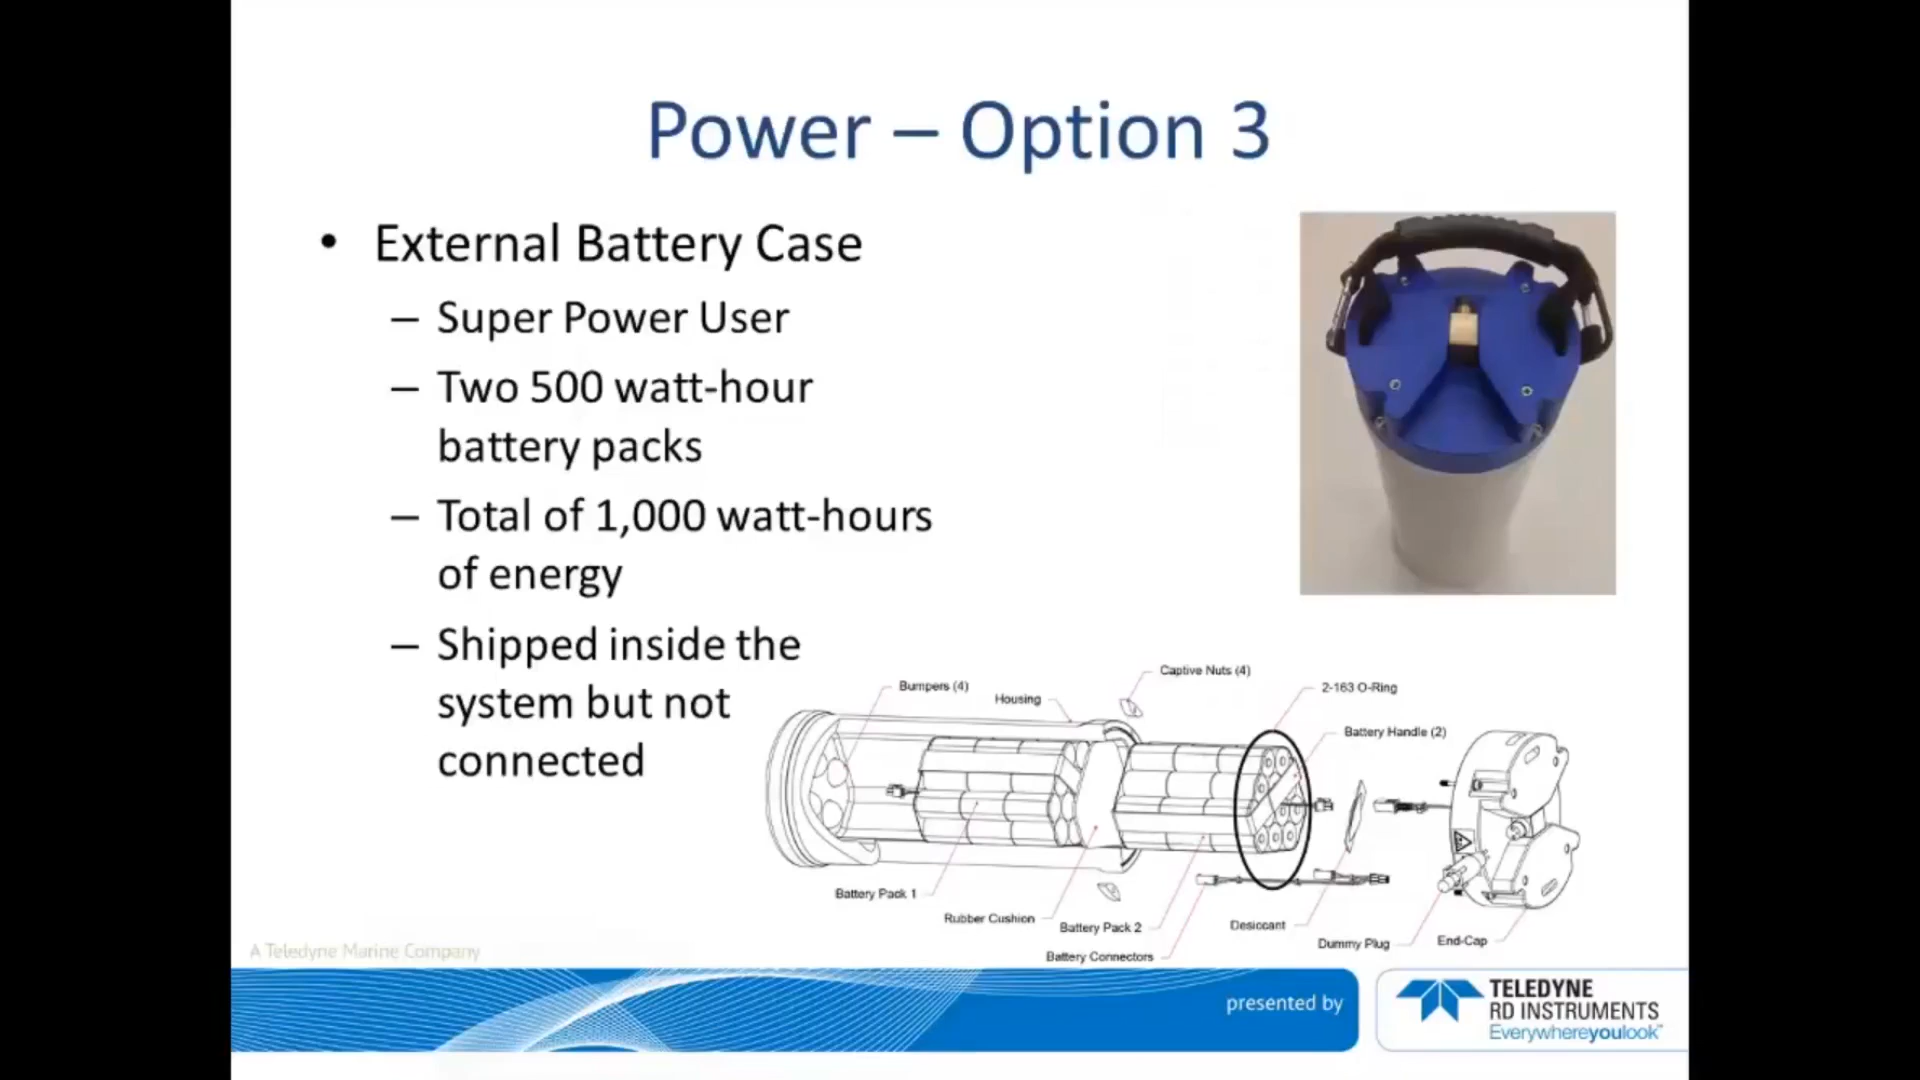 Power – Option 3
• External Battery Case
– Super Power User
– Two 500 watt-hour
battery packs
– Total of 1,000 watt-hours
of energy
– Shipped inside the
system but not
connected
Captive Nuts (4)
Bumpers (4)
2-163 O-Ring
Housing
Battery Handle (2)
Battery Pack 1
Rubber Cushion
Battery Pack 2
Desiccant
Dummy Plug
End-Cap
Battery Connectors
A Teledyne Marine Company
presented by
TELEDYNE
RD INSTRUMENTS
Everywhereyoulook™